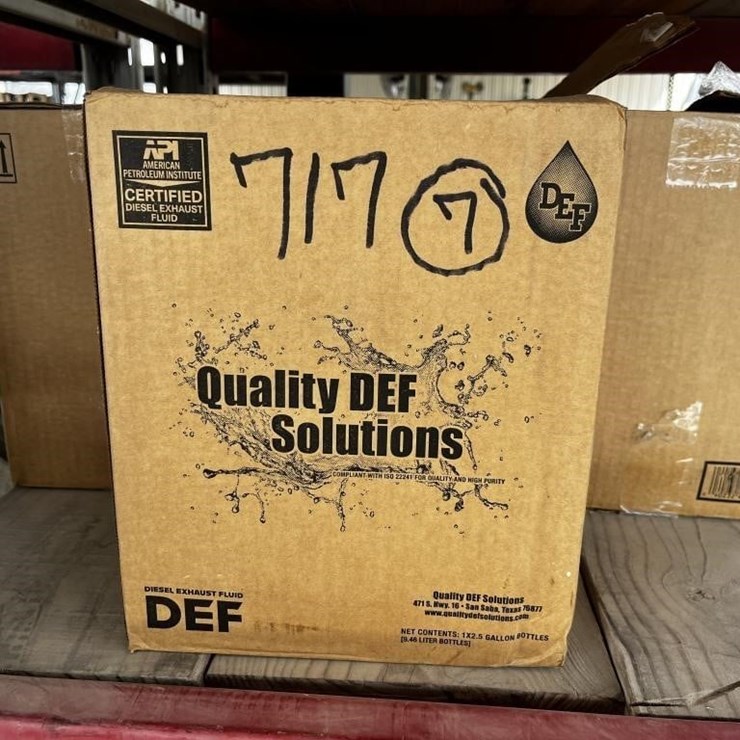 API
AMERICAN
PETROLEUM INSTITUTE
CERTIFIED
DIESEL EXHAUST
FLUID
717 7
DEF
Quality DEF
Solutions
COMPLIANT WITH ISO 22241 FOR QUALITY AND HIGH PURITY
DIESEL EXHAUST FLUID
DEF
Quality DEF Solutions
471 S. Hwy. 16 • San Saba, Texas 76877
www.qualitydefsolutions.com
NET CONTENTS: 1X2.5 GALLON BOTTLES
[9.46 LITER BOTTLES]